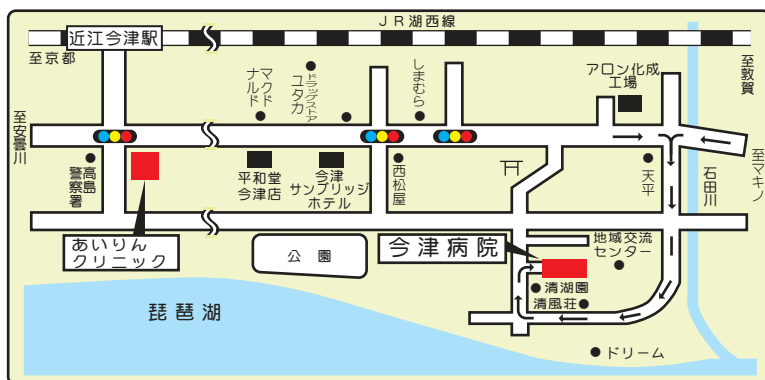 JR湖西線
近江今津駅
至京都
至敦賀
至安曇川
マクド
ナルド
ドラッグストア
ユタカ
しまむら
アロン化成
工場
高島
警察署
平和堂
今津店
今津
サンブリッジ
ホテル
西松屋
天平
石田川
至マキノ
あいりん
クリニック
公園
今津病院
地域交流
センター
清湖園
清風荘
琵琶湖
ドリーム